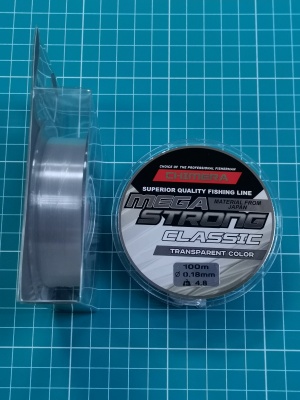 CHOICE OF THE PROFESSIONAL FISHERMAN
CHIMERA
SUPERIOR QUALITY FISHING LINE
MEGA MATERIAL FROM JAPAN
STRONG
CLASSIC
TRANSPARENT COLOR
100m
Ø 0.18mm
4.8